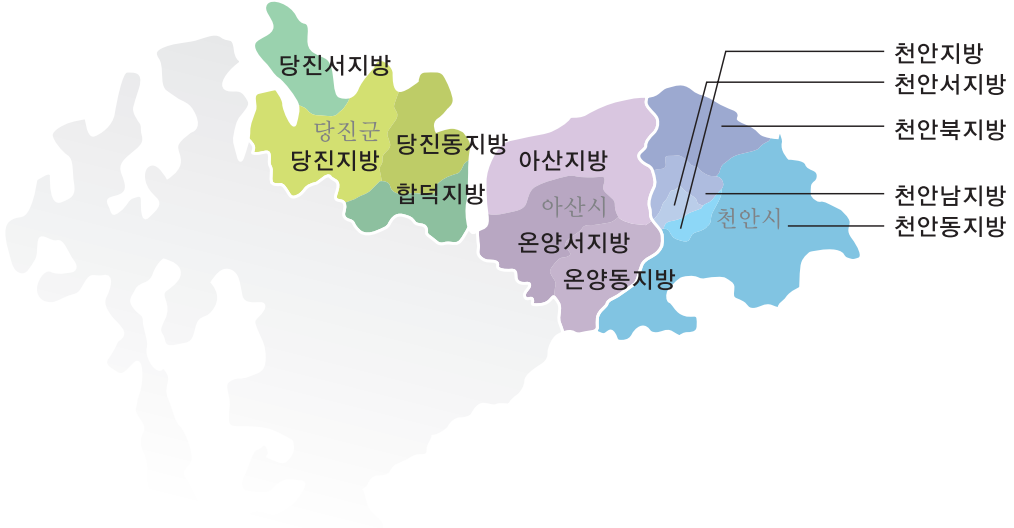 당진서지방
당진군
당진지방
당진동지방
합덕지방
아산지방
아산시
온양서지방
온양동지방
천안시
천안지방
천안서지방
천안북지방
천안남지방
천안동지방